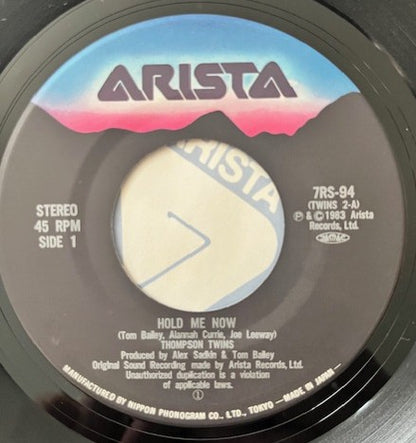 ARISTA
ARISTA
STEREO
45 RPM
SIDE 1
7RS-94
(TWINS 2-A)
℗ & © 1983 Arista
Records, Ltd.
HOLD ME NOW
(Tom Bailey, Alannah Currie, Joe Leeway)
THOMPSON TWINS
Produced by Alex Sadkin & Tom Bailey
Original Sound Recording made by Arista Records, Ltd.
Unauthorized duplication is a violation
of applicable laws.
①
MANUFACTURED BY NIPPON PHONOGRAM CO., LTD., TOKYO —MADE IN JAPAN—